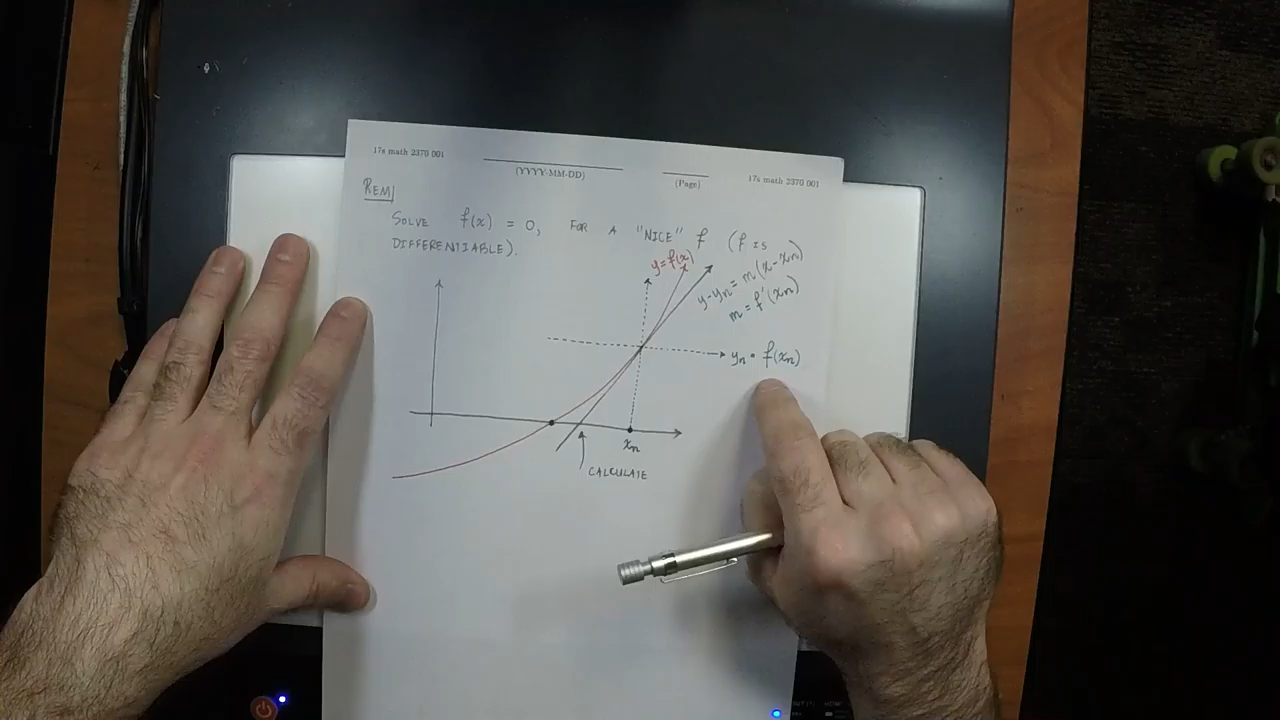 17s math 2370 001
(YYYY-MM-DD)
(Page)
17s math 2370 001
REM
SOLVE f(x) = 0, FOR A "NICE" f (f IS
DIFFERENTIABLE).
y=f(x)
y-yn = m(x-xn)
m = f'(xn)
yn = f(xn)
xn
CALCULATE